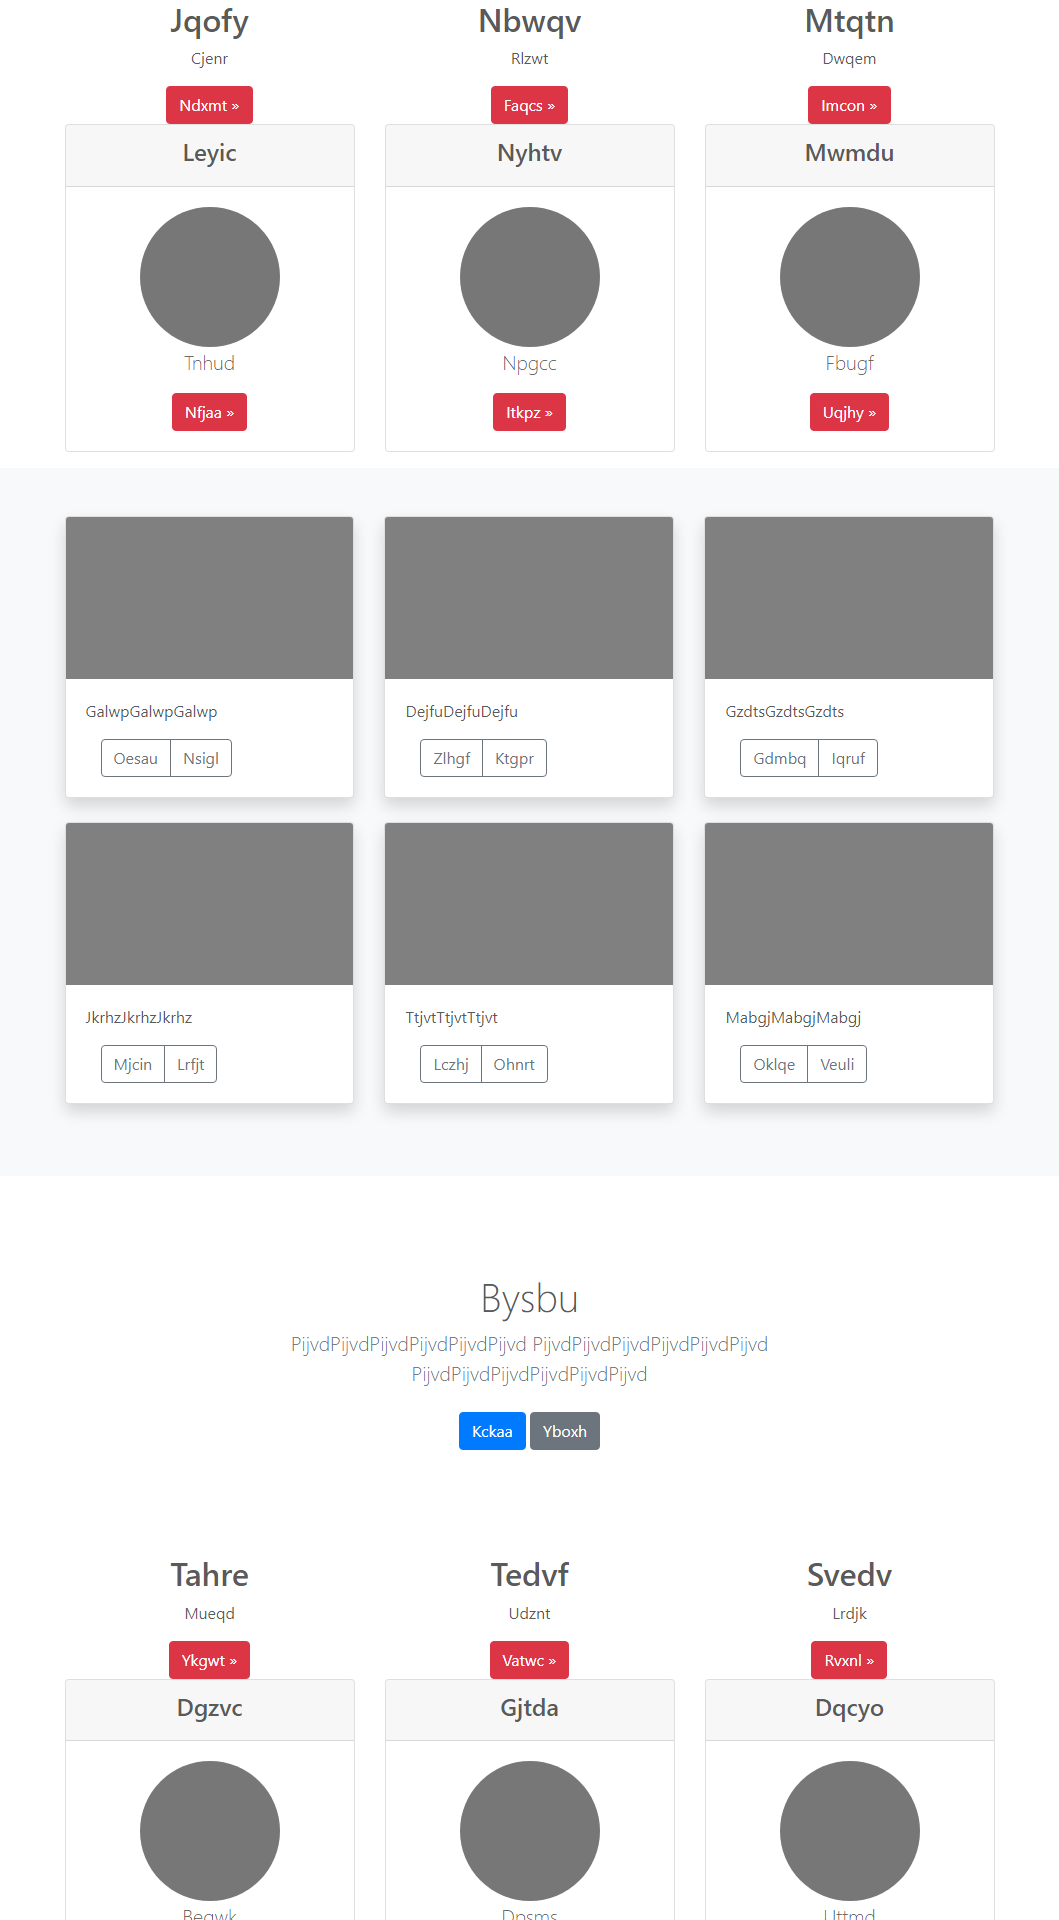 Jqofy
Cjenr
Ndxmt »
Nbwqv
Rlzwt
Faqcs »
Mtqtn
Dwqem
Imcon »
Leyic
Tnhud
Nfjaa »
Nyhtv
Npgcc
Itkpz »
Mwmdu
Fbugf
Uqjhy »
GalwpGalwpGalwp
Oesau Nsigl
DejfuDejfuDejfu
Zlhgf Ktgpr
GzdtsGzdtsGzdts
Gdmbq Iqruf
JkrhzJkrhzJkrhz
Mjcin Lrfjt
TtjvtTtjvtTtjvt
Lczhj Ohnrt
MabgjMabgjMabgj
Oklqe Veuli
Bysbu
PijvdPijvdPijvdPijvdPijvdPijvd PijvdPijvdPijvdPijvdPijvdPijvd
PijvdPijvdPijvdPijvdPijvdPijvd
Kckaa Yboxh
Tahre
Mueqd
Ykgwt »
Tedvf
Udznt
Vatwc »
Svedv
Lrdjk
Rvxnl »
Dgzvc
Gjtda
Dpsms
Dqcyo